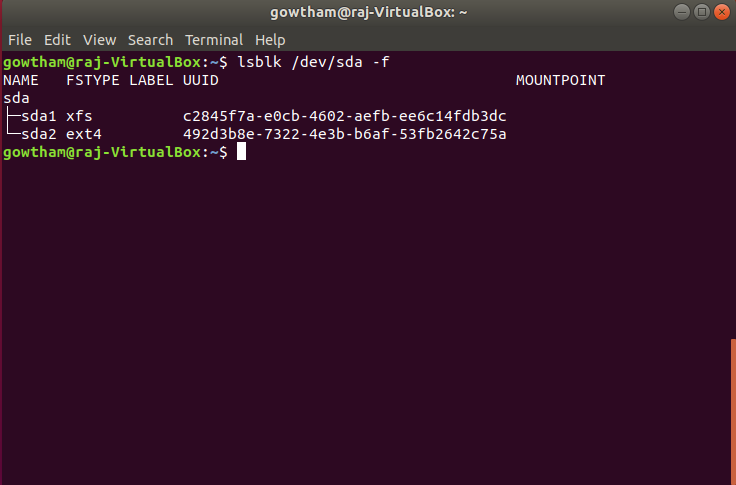 gowtham@raj-VirtualBox: ~
File Edit View Search Terminal Help
gowtham@raj-VirtualBox:~$ lsblk /dev/sda -f
NAME   FSTYPE LABEL UUID                                 MOUNTPOINT
sda
├─sda1 xfs          c2845f7a-e0cb-4602-aefb-ee6c14fdb3dc
└─sda2 ext4         492d3b8e-7322-4e3b-b6af-53fb2642c75a
gowtham@raj-VirtualBox:~$